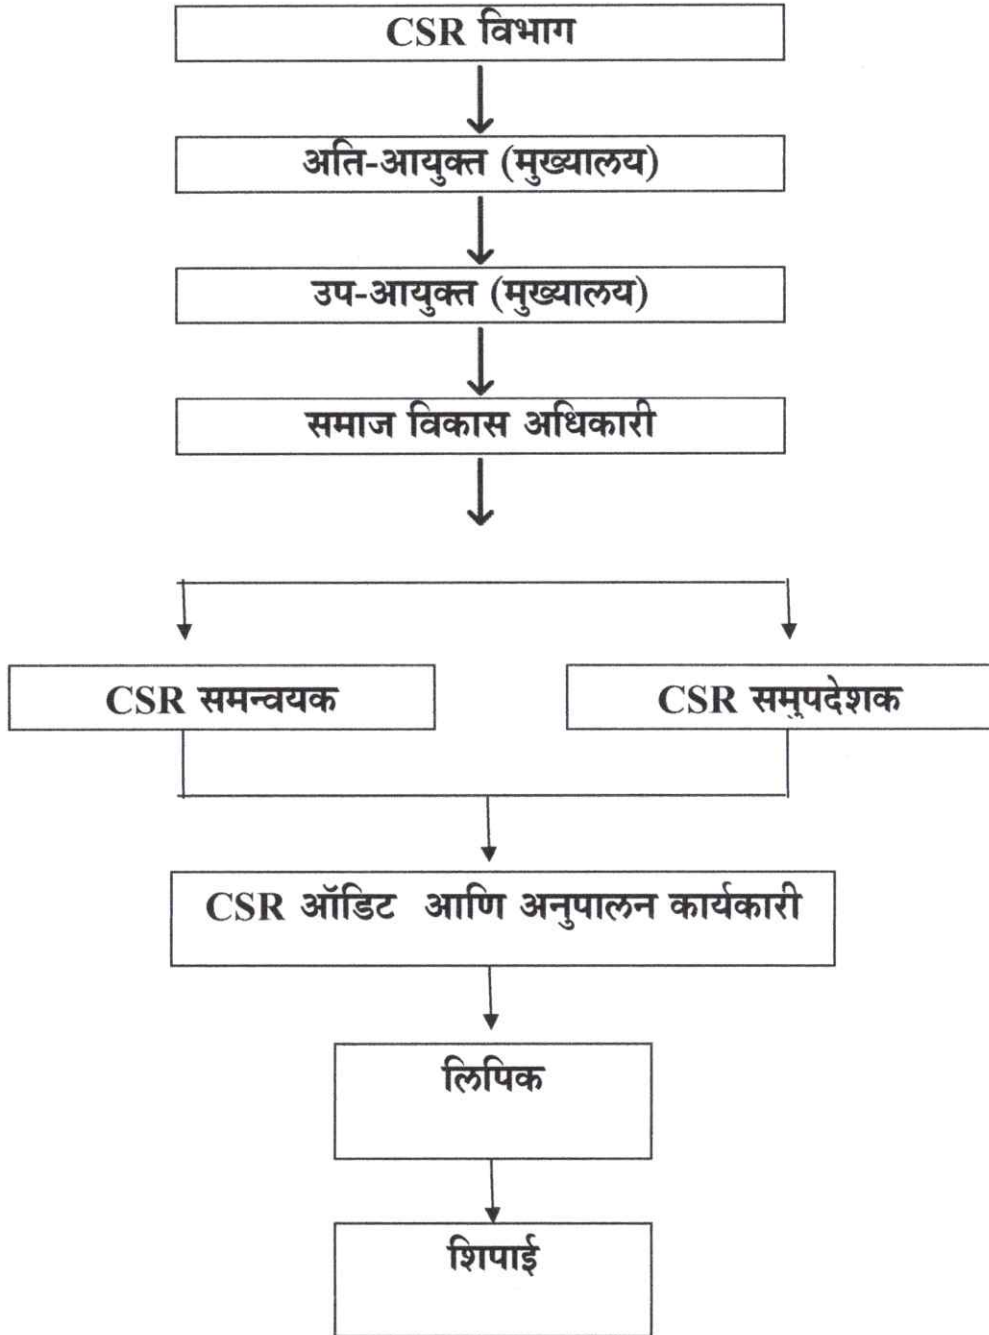 CSR विभाग
अति-आयुक्त (मुख्यालय)
उप-आयुक्त (मुख्यालय)
समाज विकास अधिकारी
CSR समन्वयक
CSR समुपदेशक
CSR ऑडिट आणि अनुपालन कार्यकारी
लिपिक
शिपाई